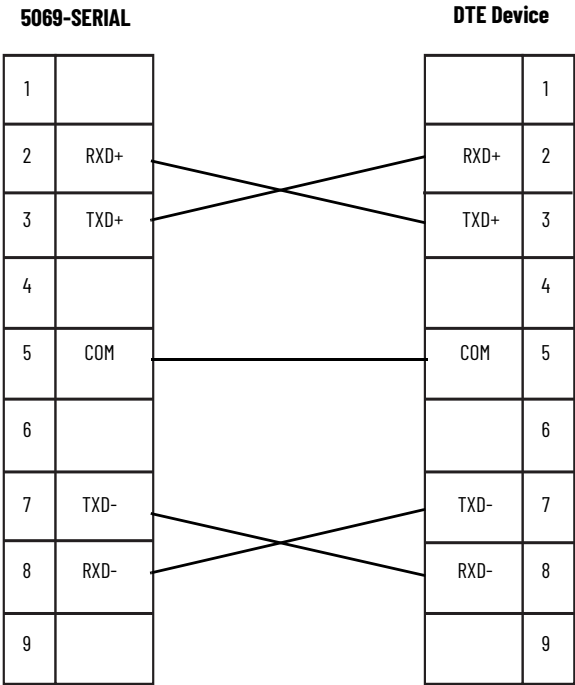 5069-SERIAL DTE Device
1 1
2 RXD+ RXD+ 2
3 TXD+ TXD+ 3
4 4
5 COM COM 5
6 6
7 TXD- TXD- 7
8 RXD- RXD- 8
9 9